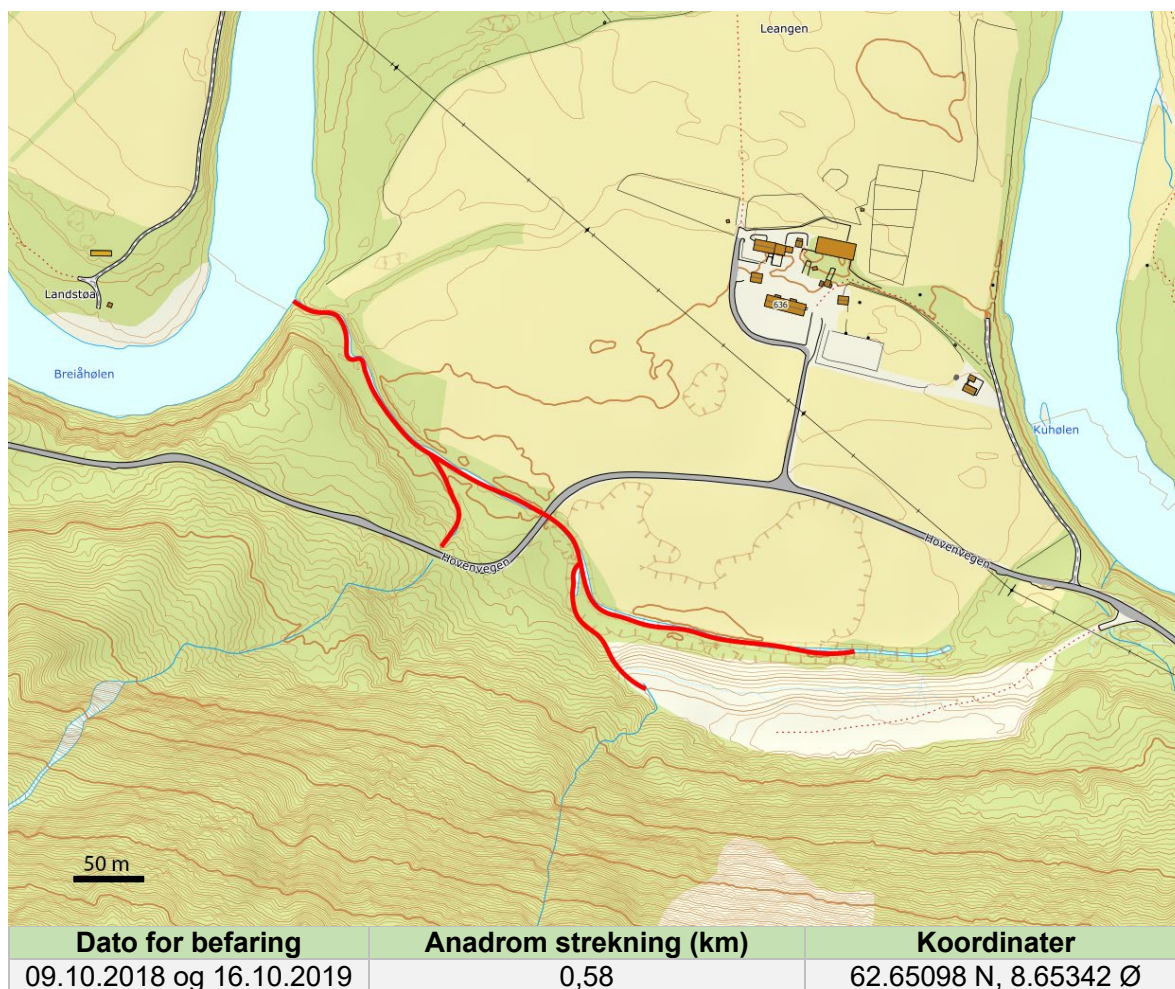 Leangen
Landstøa
636
Breiåhølen
Kuhølen
Hovenvegen
Hovenvegen
50 m
Dato for befaring Anadrom strekning (km) Koordinater
09.10.2018 og 16.10.2019 0,58 62.65098 N, 8.65342 Ø